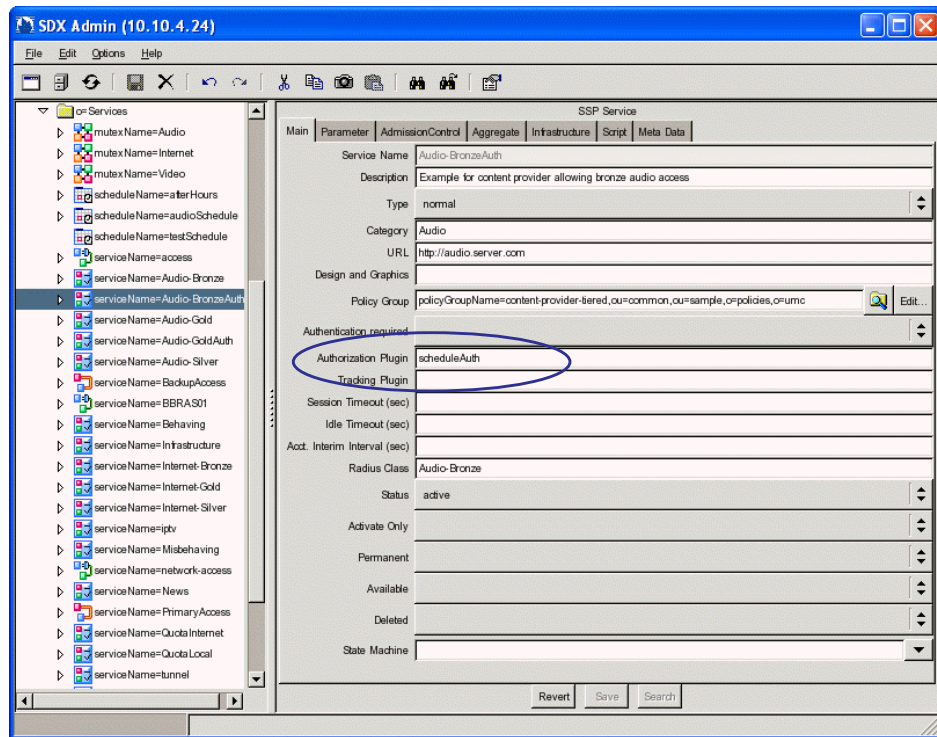 SDX Admin (10.10.4.24)
File Edit Options Help
o=Services
mutexName=Audio
mutexName=Internet
mutexName=Video
scheduleName=afterHours
scheduleName=audioSchedule
scheduleName=testSchedule
serviceName=access
serviceName=Audio-Bronze
serviceName=Audio-BronzeAuth
serviceName=Audio-Gold
serviceName=Audio-GoldAuth
serviceName=Audio-Silver
serviceName=BackupAccess
serviceName=BBRAS01
serviceName=Behaving
serviceName=Infrastructure
serviceName=Internet-Bronze
serviceName=Internet-Gold
serviceName=Internet-Silver
serviceName=iptv
serviceName=Misbehaving
serviceName=network-access
serviceName=News
serviceName=PrimaryAccess
serviceName=QuotaInternet
serviceName=QuotaLocal
serviceName=tunnel
SSP Service
Main Parameter AdmissionControl Aggregate Infrastructure Script Meta Data
Service Name Audio-BronzeAuth
Description Example for content provider allowing bronze audio access
Type normal
Category Audio
URL http://audio.server.com
Design and Graphics
Policy Group policyGroupName=content-provider-tiered,ou=common,ou=sample,o=policies,o=umc Edit...
Authentication required
Authorization Plugin scheduleAuth
Tracking Plugin
Session Timeout (sec)
Idle Timeout (sec)
Acct. Interim Interval (sec)
Radius Class Audio-Bronze
Status active
Activate Only
Permanent
Available
Deleted
State Machine
Revert Save Search